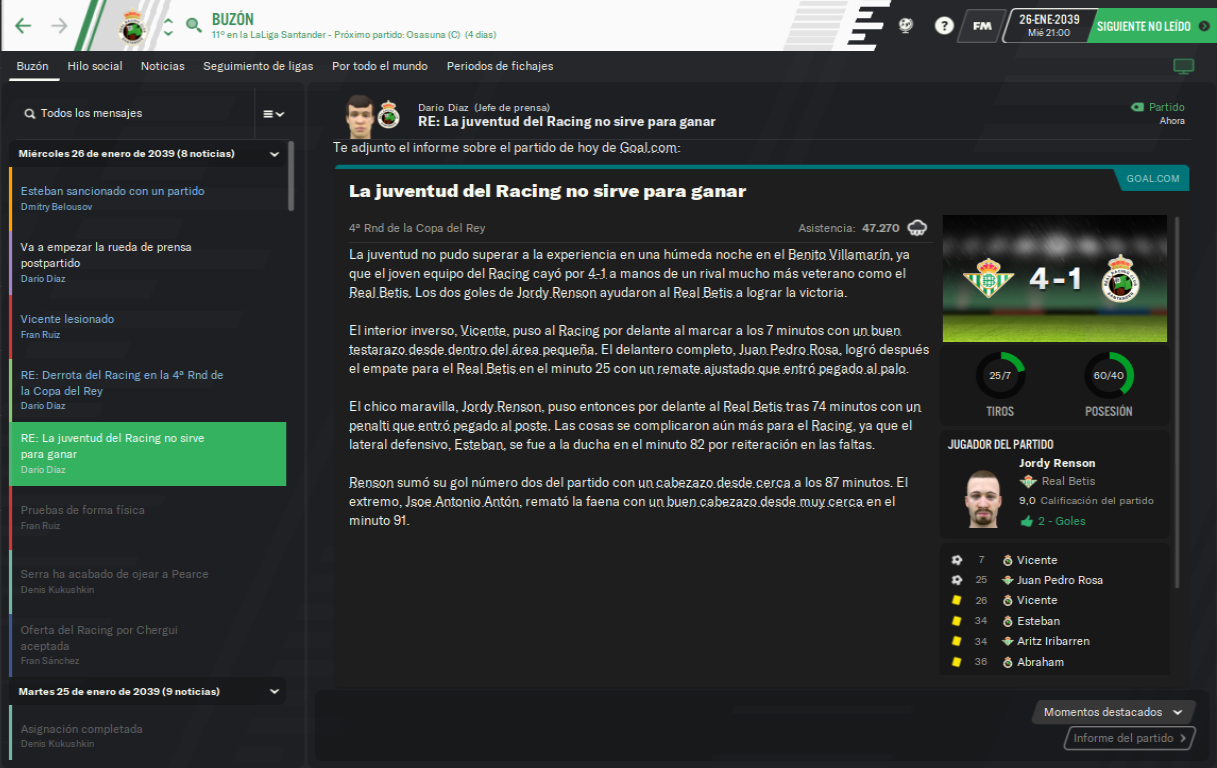 BUZÓN
11º en la LaLiga Santander - Próximo partido: Osasuna (C) (4 días)
?
FM
26-ENE-2039
Mié 21:00
SIGUIENTE NO LEÍDO
Buzón Hilo social Noticias Seguimiento de ligas Por todo el mundo Periodos de fichajes
Todos los mensajes
Miércoles 26 de enero de 2039 (8 noticias)
Esteban sancionado con un partido
Dmitry Belousov
Va a empezar la rueda de prensa
postpartido
Darío Díaz
Vicente lesionado
Fran Ruiz
RE: Derrota del Racing en la 4ª Rnd de
la Copa del Rey
Darío Díaz
RE: La juventud del Racing no sirve
para ganar
Darío Díaz
Pruebas de forma física
Fran Ruiz
Serra ha acabado de ojear a Pearce
Denis Kukushkin
Oferta del Racing por Chergui
aceptada
Fran Sánchez
Martes 25 de enero de 2039 (9 noticias)
Asignación completada
Denis Kukushkin
Darío Díaz (Jefe de prensa)
RE: La juventud del Racing no sirve para ganar
Partido
Ahora
Te adjunto el informe sobre el partido de hoy de Goal.com:
La juventud del Racing no sirve para ganar
GOAL.COM
4ª Rnd de la Copa del Rey
Asistencia: 47.270
La juventud no pudo superar a la experiencia en una húmeda noche en el Benito Villamarín, ya
que el joven equipo del Racing cayó por 4-1 a manos de un rival mucho más veterano como el
Real Betis. Los dos goles de Jordy Renson ayudaron al Real Betis a lograr la victoria.
El interior inverso, Vicente, puso al Racing por delante al marcar a los 7 minutos con un buen
testarazo desde dentro del área pequeña. El delantero completo, Juan Pedro Rosa, logró después
el empate para el Real Betis en el minuto 25 con un remate ajustado que entró pegado al palo.
El chico maravilla, Jordy Renson, puso entonces por delante al Real Betis tras 74 minutos con un
penalti que entró pegado al poste. Las cosas se complicaron aún más para el Racing, ya que el
lateral defensivo, Esteban, se fue a la ducha en el minuto 82 por reiteración en las faltas.
Renson sumó su gol número dos del partido con un cabezazo desde cerca a los 87 minutos. El
extremo, Jsoe Antonio Antón, remató la faena con un buen cabezazo desde muy cerca en el
minuto 91.
4-1
25/7
TIROS
60/40
POSESIÓN
JUGADOR DEL PARTIDO
Jordy Renson
Real Betis
9,0 Calificación del partido
2 - Goles
7 Vicente
25 Juan Pedro Rosa
26 Vicente
34 Esteban
34 Aritz Iribarren
36 Abraham
Momentos destacados
Informe del partido